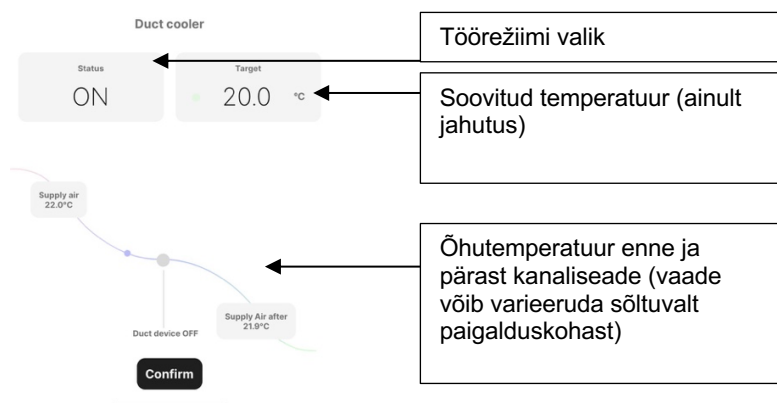 Duct cooler
Status
ON
Target
20.0 °C
Supply air
22.0°C
Supply Air after
21.9°C
Duct device OFF
Confirm
Töörežiimi valik
Soovitud temperatuur (ainult
jahutus)
Õhutemperatuur enne ja
pärast kanaliseade (vaade
võib varieeruda sõltuvalt
paigalduskohast)